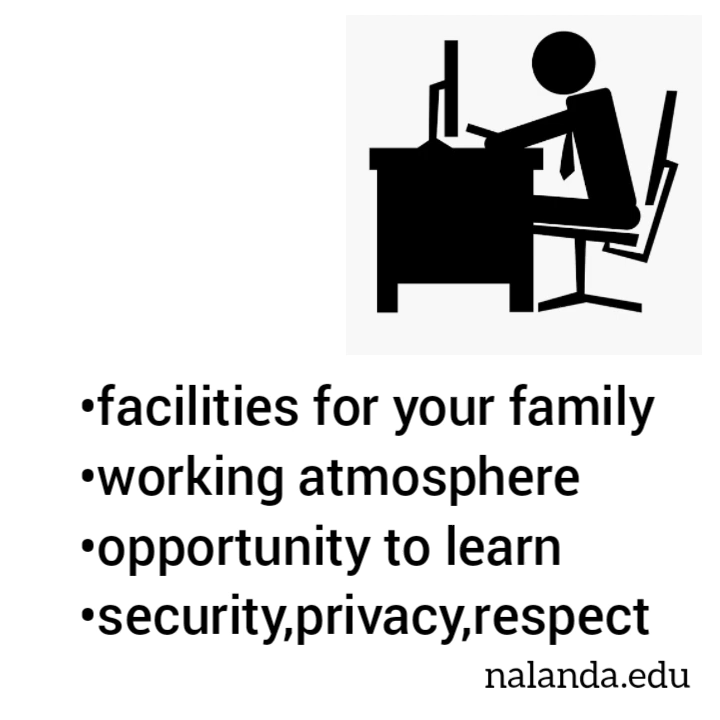 •facilities for your family
•working atmosphere
•opportunity to learn
•security,privacy,respect
nalanda.edu